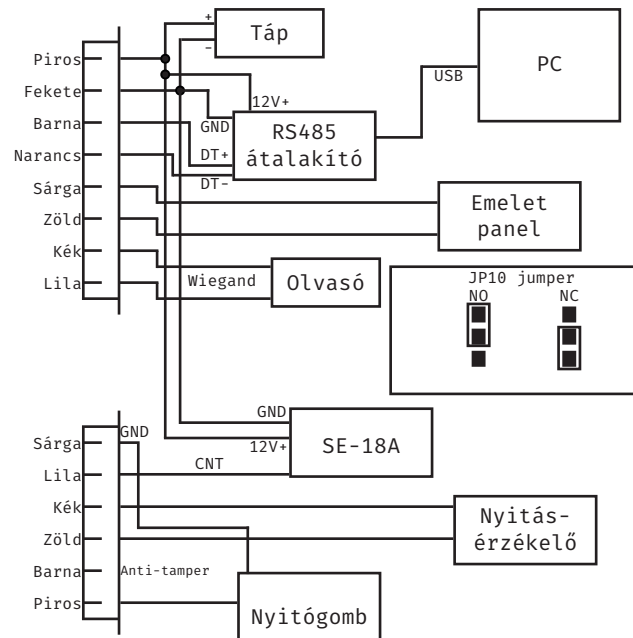 +
Táp
-
Piros
PC
USB
Fekete
12V+
GND
RS485
átalakító
Barna
DT+
Narancs
DT-
Sárga
Emelet
panel
Zöld
Kék
Wiegand
Olvasó
Lila
JP10 jumper
NO NC
GND
SE-18A
12V+
Sárga
GND
Lila
CNT
Kék
Nyitás-
érzékelő
Zöld
Barna
Anti-tamper
Piros
Nyitógomb